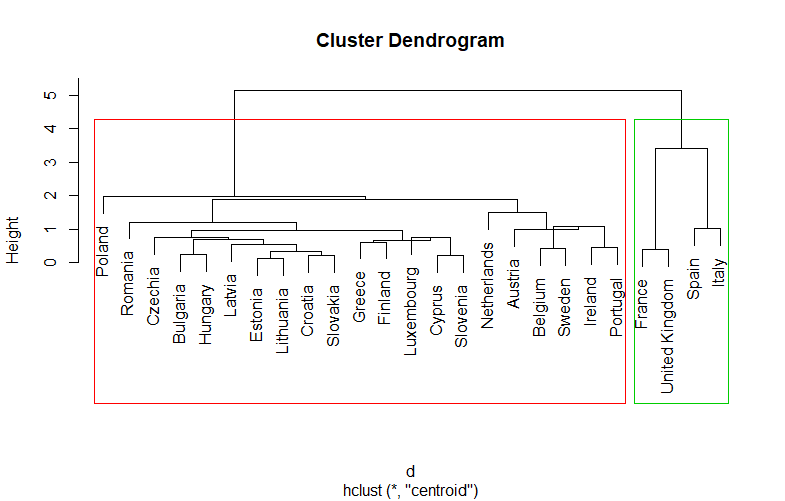 Cluster Dendrogram
Height
5
4
3
2
1
0
Poland
Romania
Czechia
Bulgaria
Hungary
Latvia
Estonia
Lithuania
Croatia
Slovakia
Greece
Finland
Luxembourg
Cyprus
Slovenia
Netherlands
Austria
Belgium
Sweden
Ireland
Portugal
France
United Kingdom
Spain
Italy
d
hclust (*, "centroid")